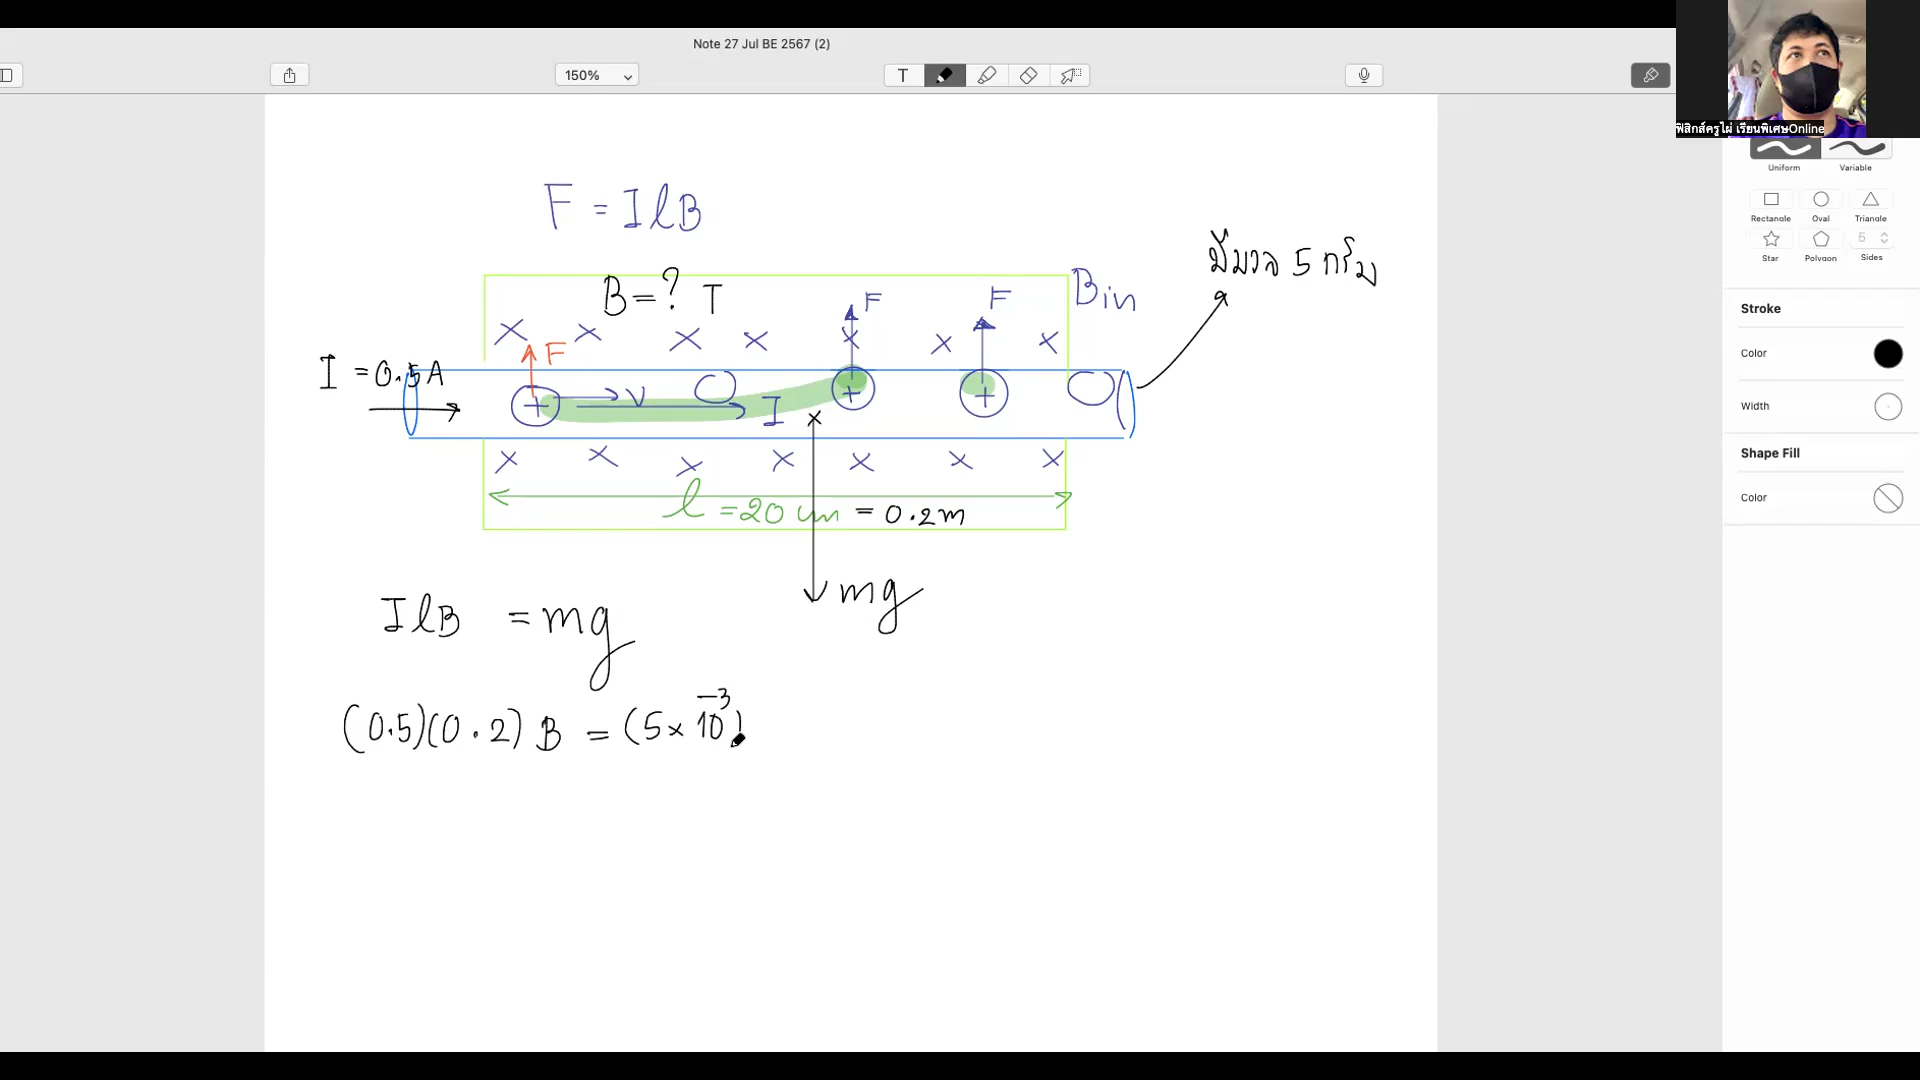 Note 27 Jul BE 2567 (2)
150%
T
ฟิสิกส์ครูไผ่ เรียนพิเศษOnline
Uniform Variable
Rectangle Oval Triangle
5
Star Polygon Sides
Stroke
Color
Width
Shape Fill
Color
F = IlB
มีมวล 5 กรัม
B = ? T
Bin
F F
× × × × × × ×
F
I = 0.5A
+ V + +
I
×
× × × × × × ×
l = 20 cm = 0.2m
mg
IlB = mg
(0.5)(0.2) B = (5 × 10⁻³)